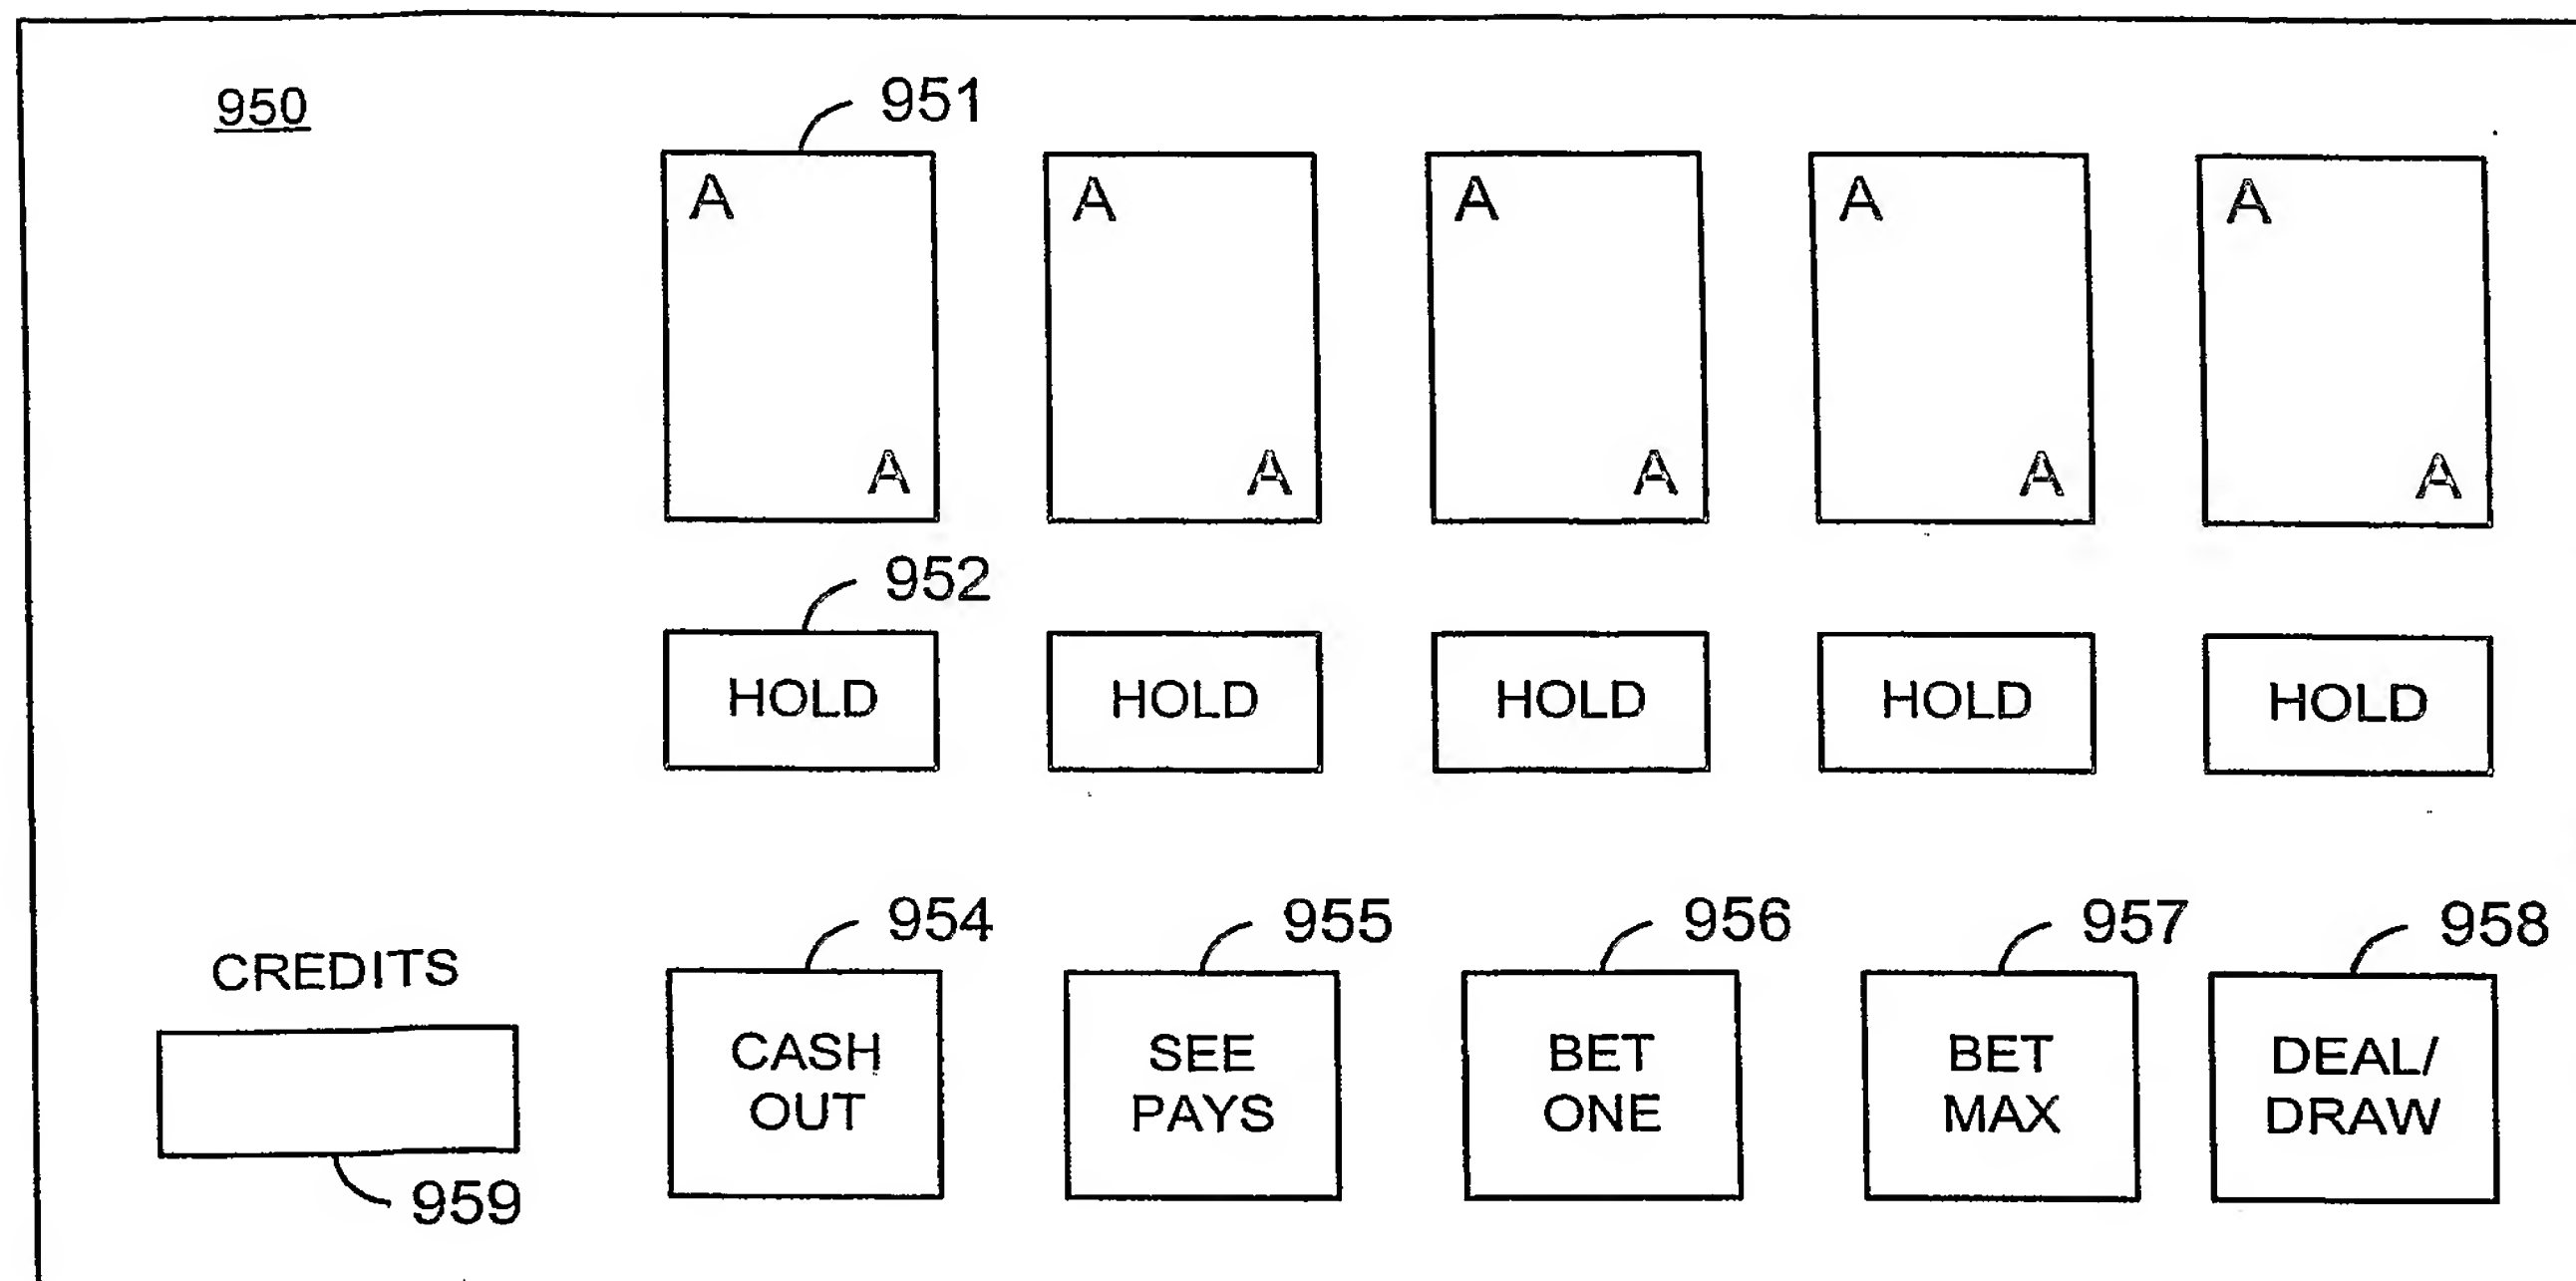 950
951
A A A A A
A A A A A
952
HOLD HOLD HOLD HOLD HOLD
954 955 956 957 958
CREDITS
CASH OUT
SEE PAYS
BET ONE
BET MAX
DEAL/
DRAW
959